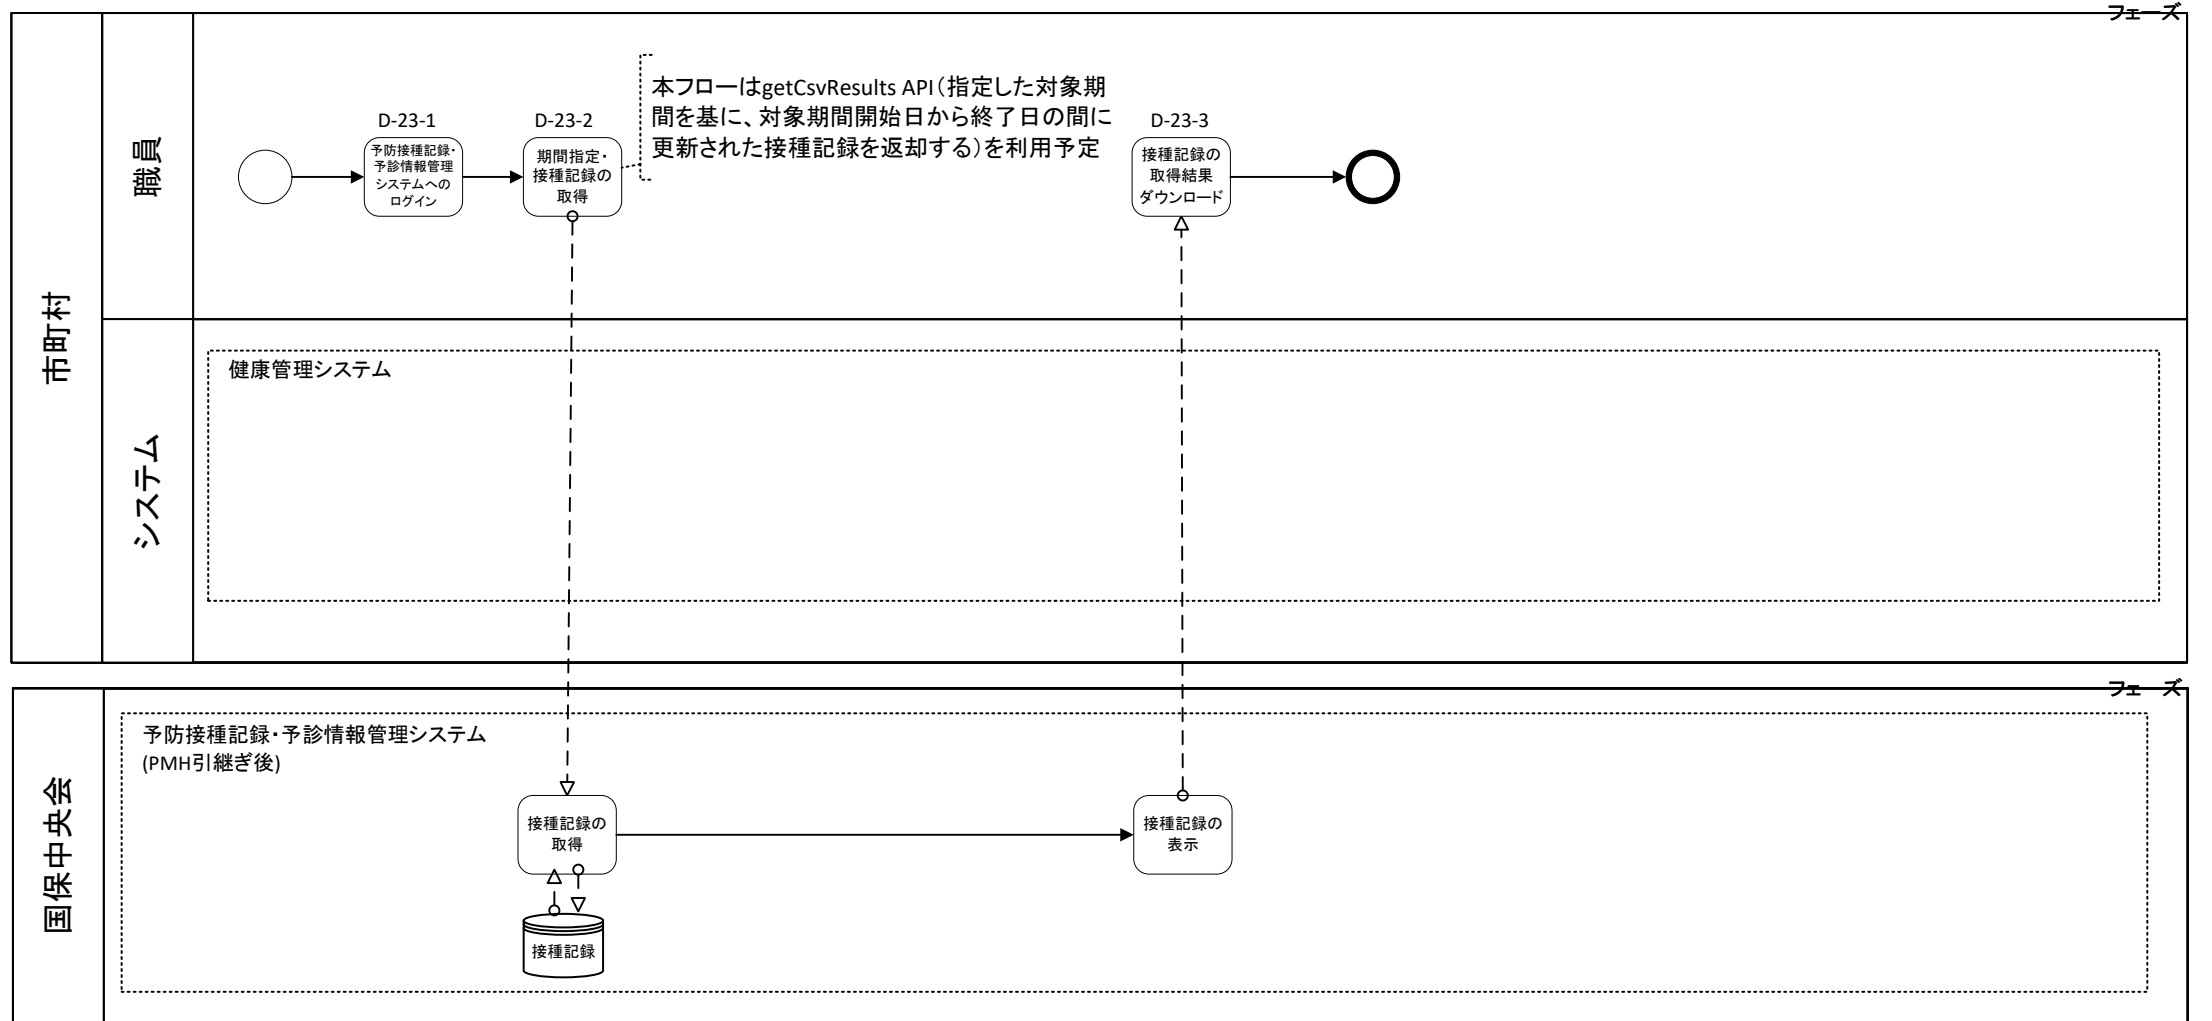 フェーズ
市町村
職員
D-23-1
予防接種記録・
予診情報管理
システムへの
ログイン
D-23-2
期間指定・
接種記録の
取得
本フローはgetCsvResults API（指定した対象期
間を基に、対象期間開始日から終了日の間に
更新された接種記録を返却する）を利用予定
D-23-3
接種記録の
取得結果
ダウンロード
システム
健康管理システム
フェーズ
国保中央会
予防接種記録・予診情報管理システム
(PMH引継ぎ後)
接種記録の
取得
接種記録の
表示
接種記録